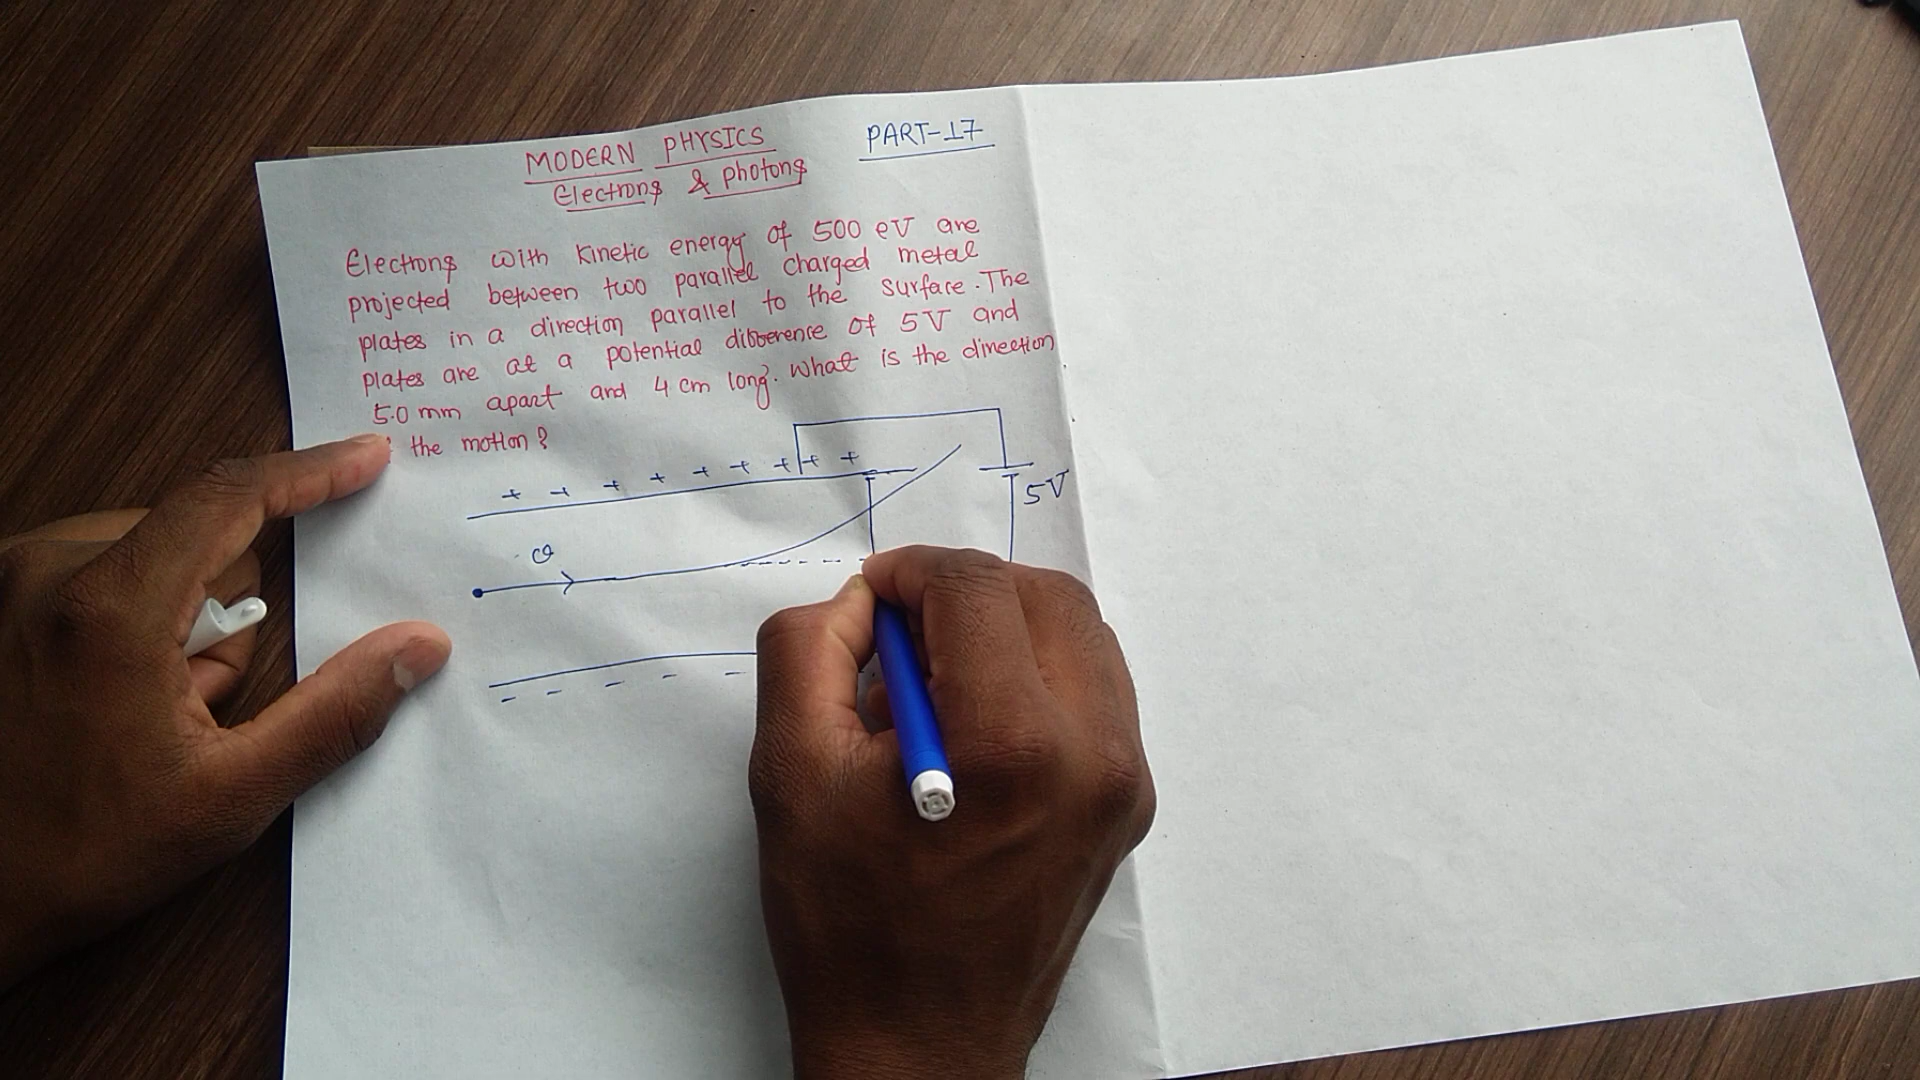 MODERN PHYSICS PART-17
Electrons & photons
Electrons with kinetic energy of 500 eV are
projected between two parallel charged metal
plates in a direction parallel to the surface. The
plates are at a potential difference of 5V and
5.0 mm apart and 4 cm long. What is the direction
the motion?
+ + + + + + + + +
5V
- - - - -